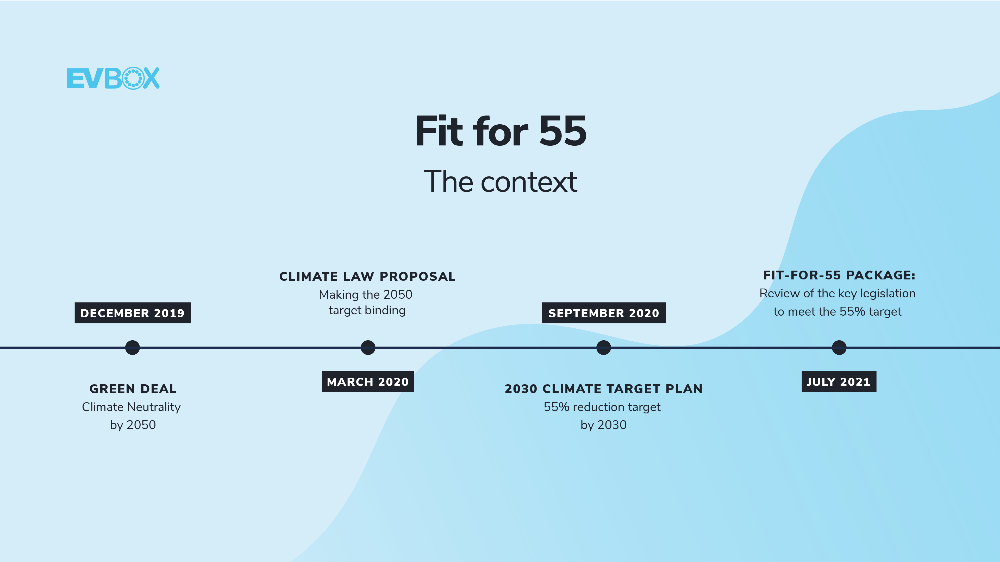 EVBOX
Fit for 55
The context
DECEMBER 2019
GREEN DEAL
Climate Neutrality
by 2050
CLIMATE LAW PROPOSAL
Making the 2050
target binding
MARCH 2020
SEPTEMBER 2020
2030 CLIMATE TARGET PLAN
55% reduction target
by 2030
FIT-FOR-55 PACKAGE:
Review of the key legislation
to meet the 55% target
JULY 2021